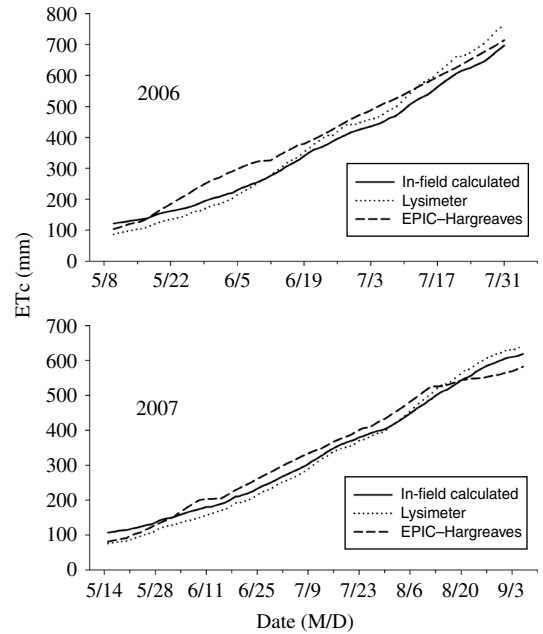 800
700
600
500
400
300
200
100
0
2006
In-field calculated
Lysimeter
EPIC–Hargreaves
5/8 5/22 6/5 6/19 7/3 7/17 7/31
ETc (mm)
700
600
500
400
300
200
100
0
2007
In-field calculated
Lysimeter
EPIC–Hargreaves
5/14 5/28 6/11 6/25 7/9 7/23 8/6 8/20 9/3
Date (M/D)